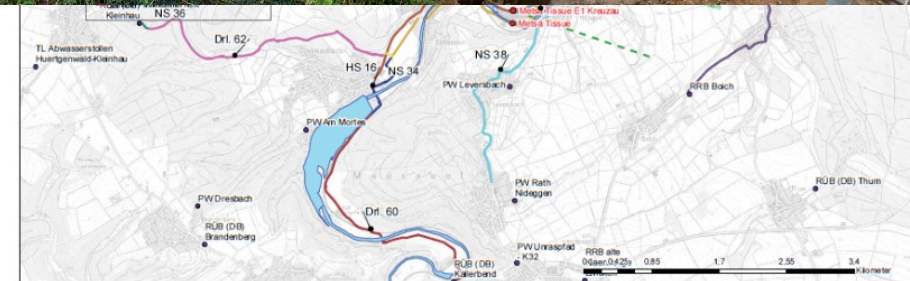 Kleinhau
NS 36
Metsä Tissue E1 Kreuzau
Metsä Tissue
Drl. 62
TL Abwasserstollen
Huertgenwald-Kleinhau
HS 16
NS 34
NS 38
PW Leversbach
RRB Boich
PW Am Mortes
PW Rath
Nideggen
RÜB (DB) Thum
PW Dresbach
Drl. 60
RÜB (DB)
Brandenberg
PW Unraspfad
- K32
RRB alte
RÜB (DB)
Kallerbend
0 0,425 0,85 1,7 2,55 3,4
Kilometer